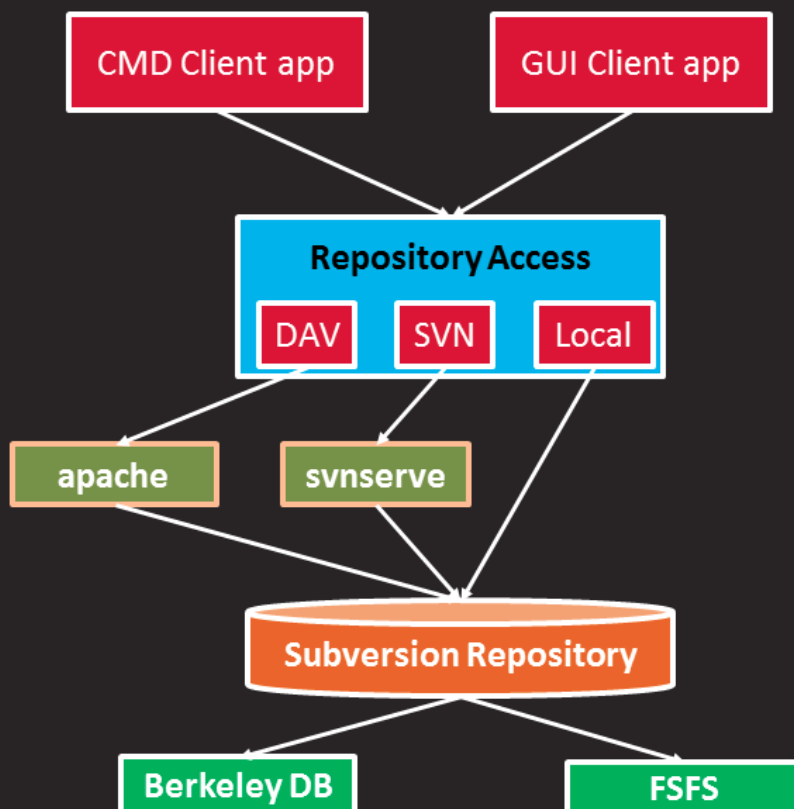 CMD Client app
GUI Client app
Repository Access
DAV
SVN
Local
apache
svnserve
Subversion Repository
Berkeley DB
FSFS